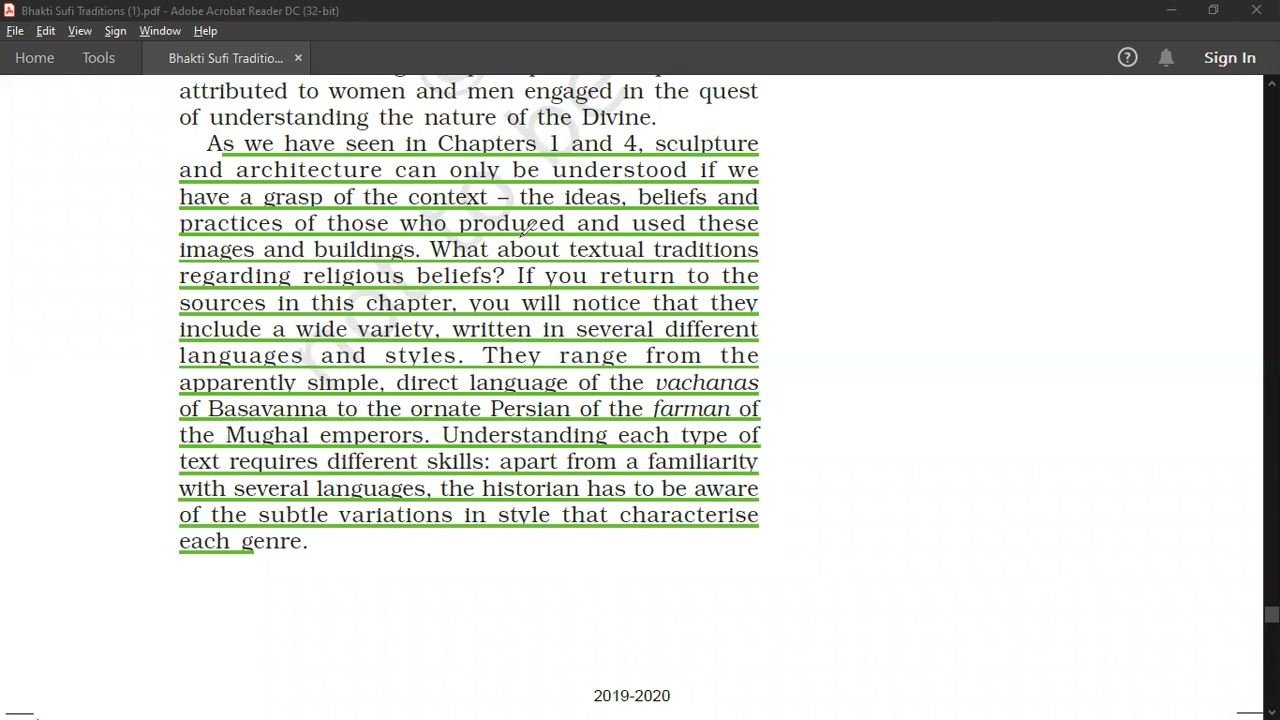 Bhakti Sufi Traditions (1).pdf - Adobe Acrobat Reader DC (32-bit)
File Edit View Sign Window Help
Home Tools Bhakti Sufi Traditio... × Sign In
attributed to women and men engaged in the quest
of understanding the nature of the Divine.
As we have seen in Chapters 1 and 4, sculpture
and architecture can only be understood if we
have a grasp of the context – the ideas, beliefs and
practices of those who produced and used these
images and buildings. What about textual traditions
regarding religious beliefs? If you return to the
sources in this chapter, you will notice that they
include a wide variety, written in several different
languages and styles. They range from the
apparently simple, direct language of the vachanas
of Basavanna to the ornate Persian of the farman of
the Mughal emperors. Understanding each type of
text requires different skills: apart from a familiarity
with several languages, the historian has to be aware
of the subtle variations in style that characterise
each genre.
not to be
2019-2020